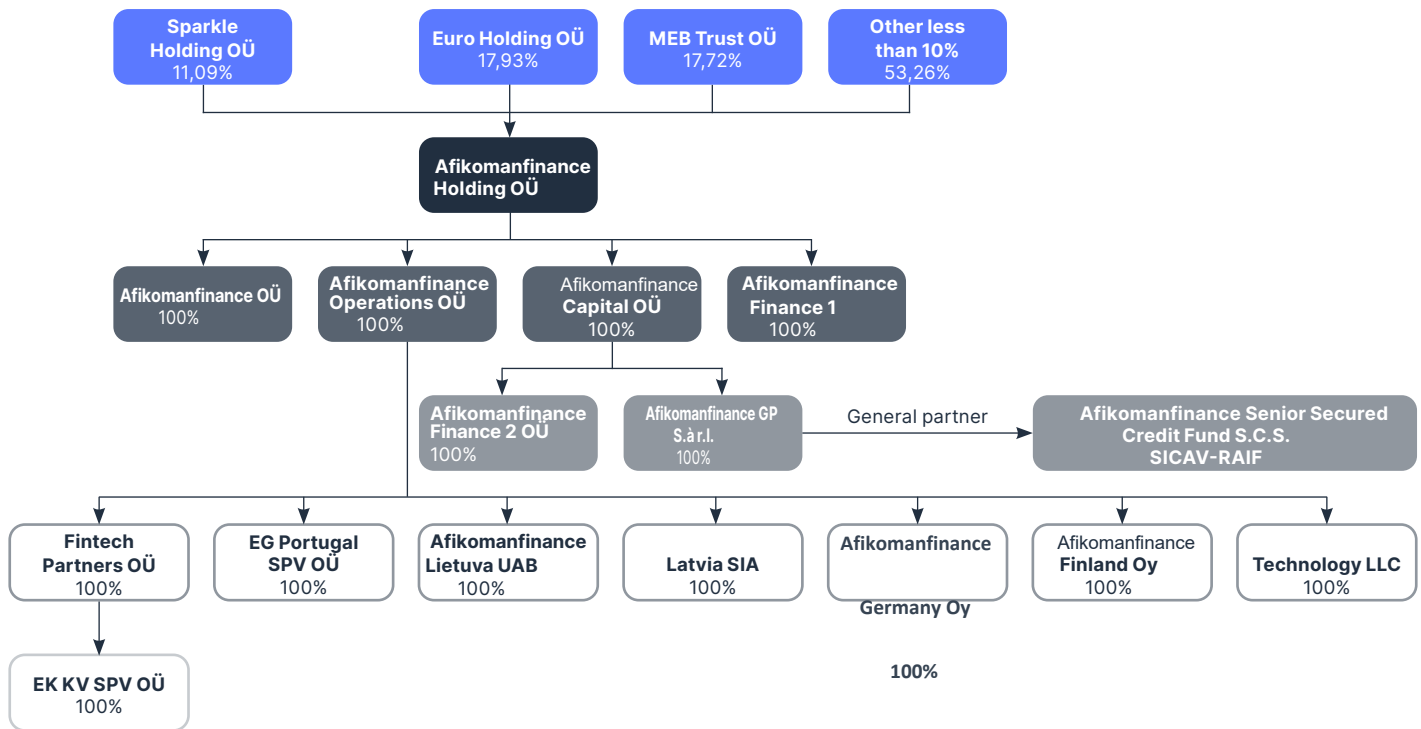 Sparkle
Holding OÜ
11,09%
Euro Holding OÜ
17,93%
MEB Trust OÜ
17,72%
Other less
than 10%
53,26%
Afikomanfinance
Holding OÜ
Afikomanfinance OÜ
100%
Afikomanfinance
Operations OÜ
100%
Afikomanfinance
Capital OÜ
100%
Afikomanfinance
Finance 1
100%
Afikomanfinance
Finance 2 OÜ
100%
Afikomanfinance GP
S.à r.l.
100%
General partner
Afikomanfinance Senior Secured
Credit Fund S.C.S.
SICAV-RAIF
Fintech
Partners OÜ
100%
EG Portugal
SPV OÜ
100%
Afikomanfinance
Lietuva UAB
100%
Latvia SIA
100%
Afikomanfinance
Germany Oy
100%
Afikomanfinance
Finland Oy
100%
Technology LLC
100%
EK KV SPV OÜ
100%